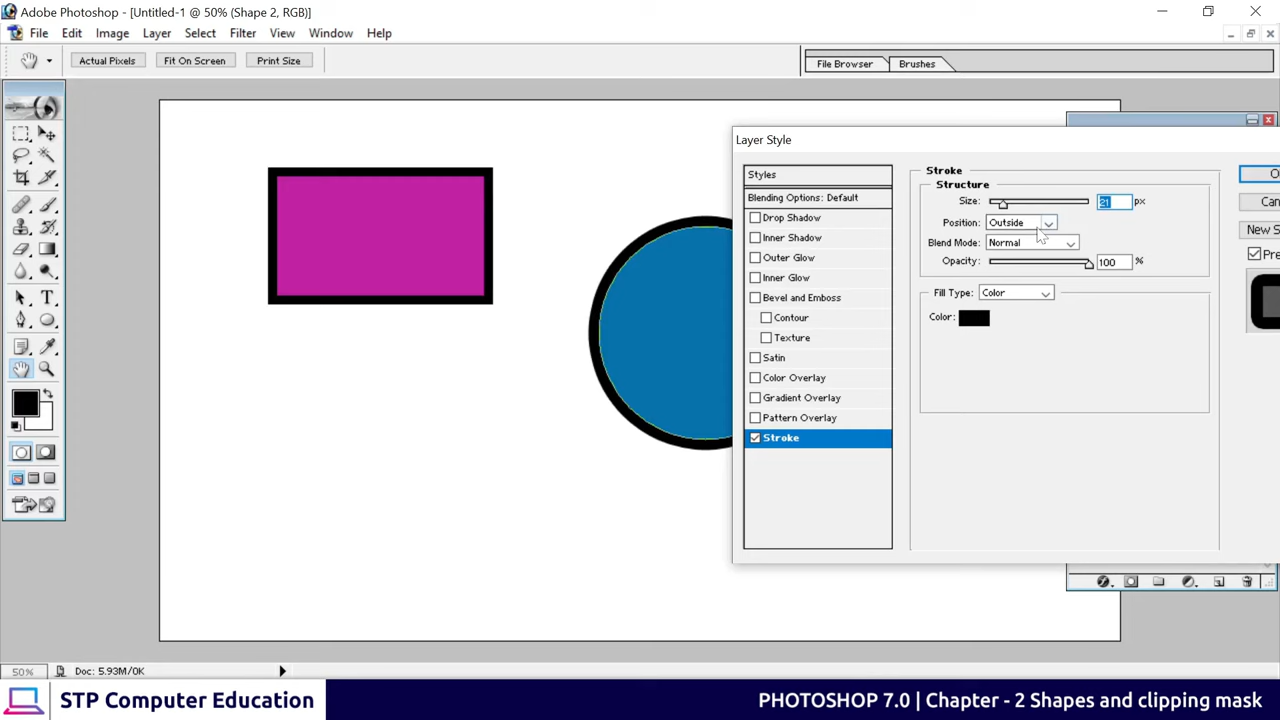 Adobe Photoshop - [Untitled-1 @ 50% (Shape 2, RGB)]
File Edit Image Layer Select Filter View Window Help
Actual Pixels Fit On Screen Print Size File Browser Brushes
Layer Style
Styles
Blending Options: Default
Drop Shadow
Inner Shadow
Outer Glow
Inner Glow
Bevel and Emboss
Contour
Texture
Satin
Color Overlay
Gradient Overlay
Pattern Overlay
Stroke
Stroke
Structure
Size: 21 px
Position: Outside
Blend Mode: Normal
Opacity: 100 %
Fill Type: Color
Color:
O
Can
New S
Pre
50% Doc: 5.93M/0K
STP Computer Education
PHOTOSHOP 7.0 | Chapter - 2 Shapes and clipping mask